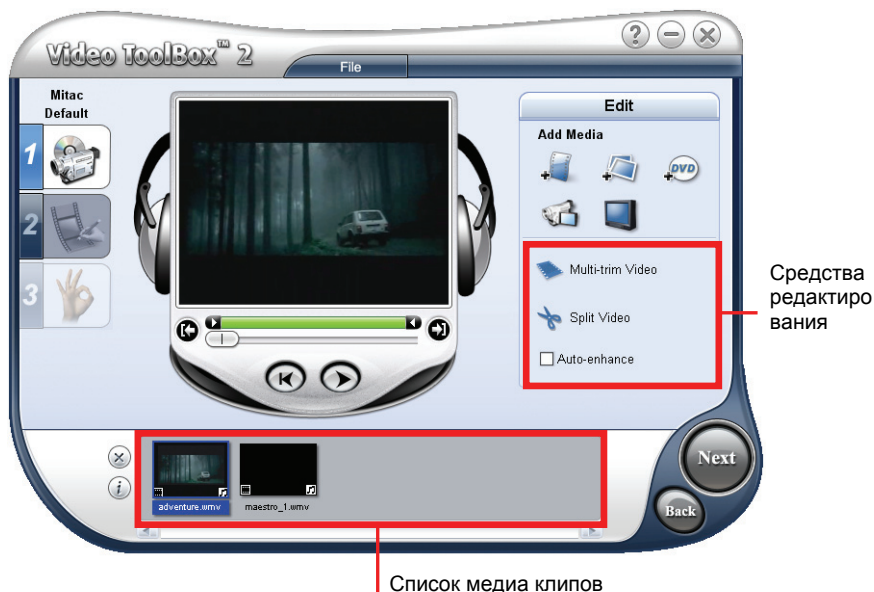 Video ToolBox™ 2
File
Mitac
Default
1
2
3
Edit
Add Media
DVD
Multi-trim Video
Split Video
Auto-enhance
Средства
редактиро
вания
adventure.wmv
maestro_1.wmv
Next
Back
Список медиа клипов